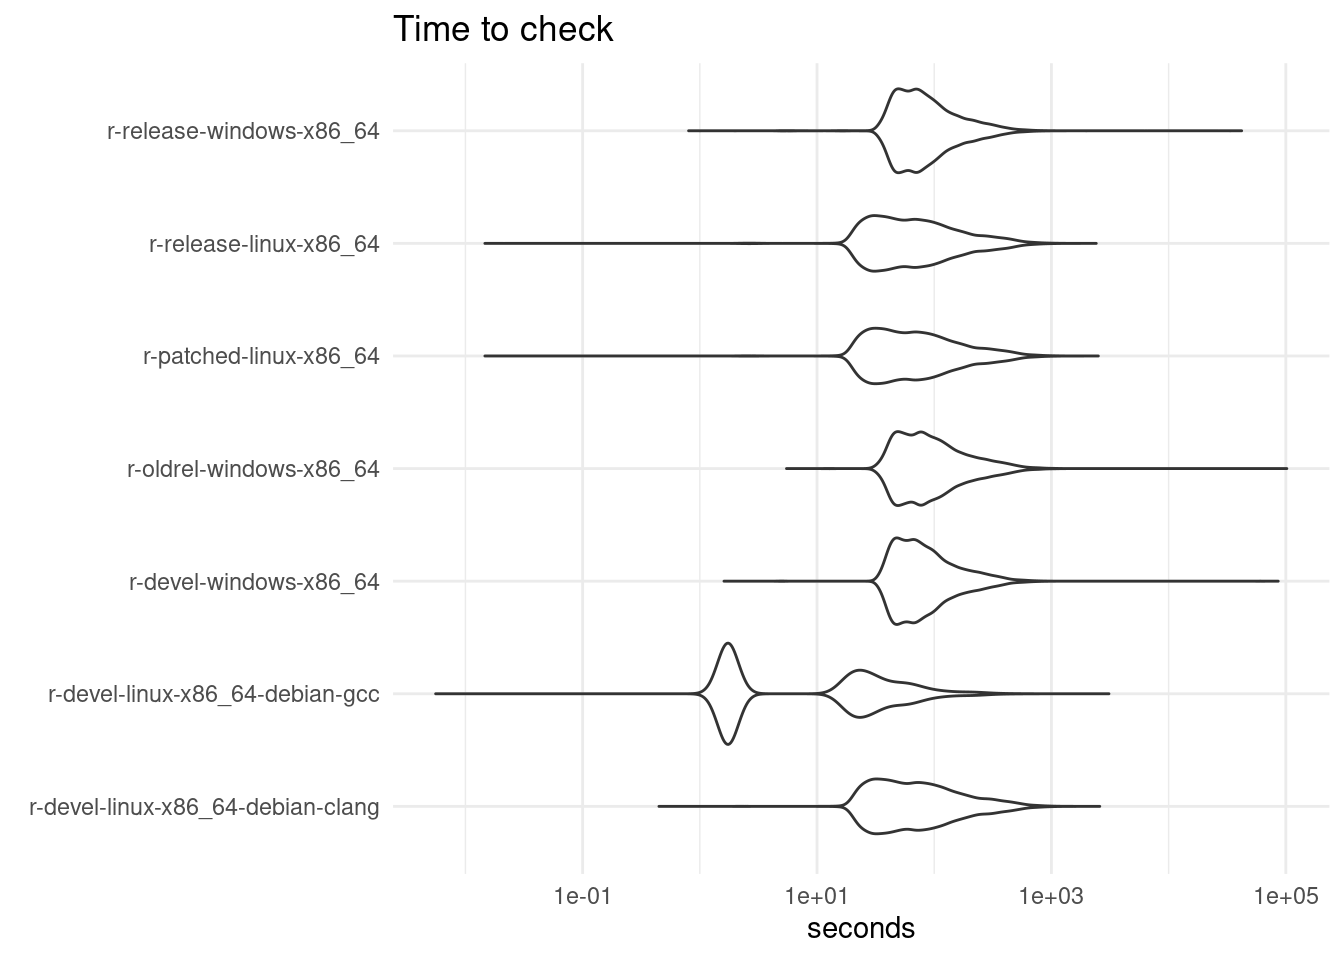 Time to check
r-release-windows-x86_64
r-release-linux-x86_64
r-patched-linux-x86_64
r-oldrel-windows-x86_64
r-devel-windows-x86_64
r-devel-linux-x86_64-debian-gcc
r-devel-linux-x86_64-debian-clang
1e-01 1e+01 1e+03 1e+05
seconds